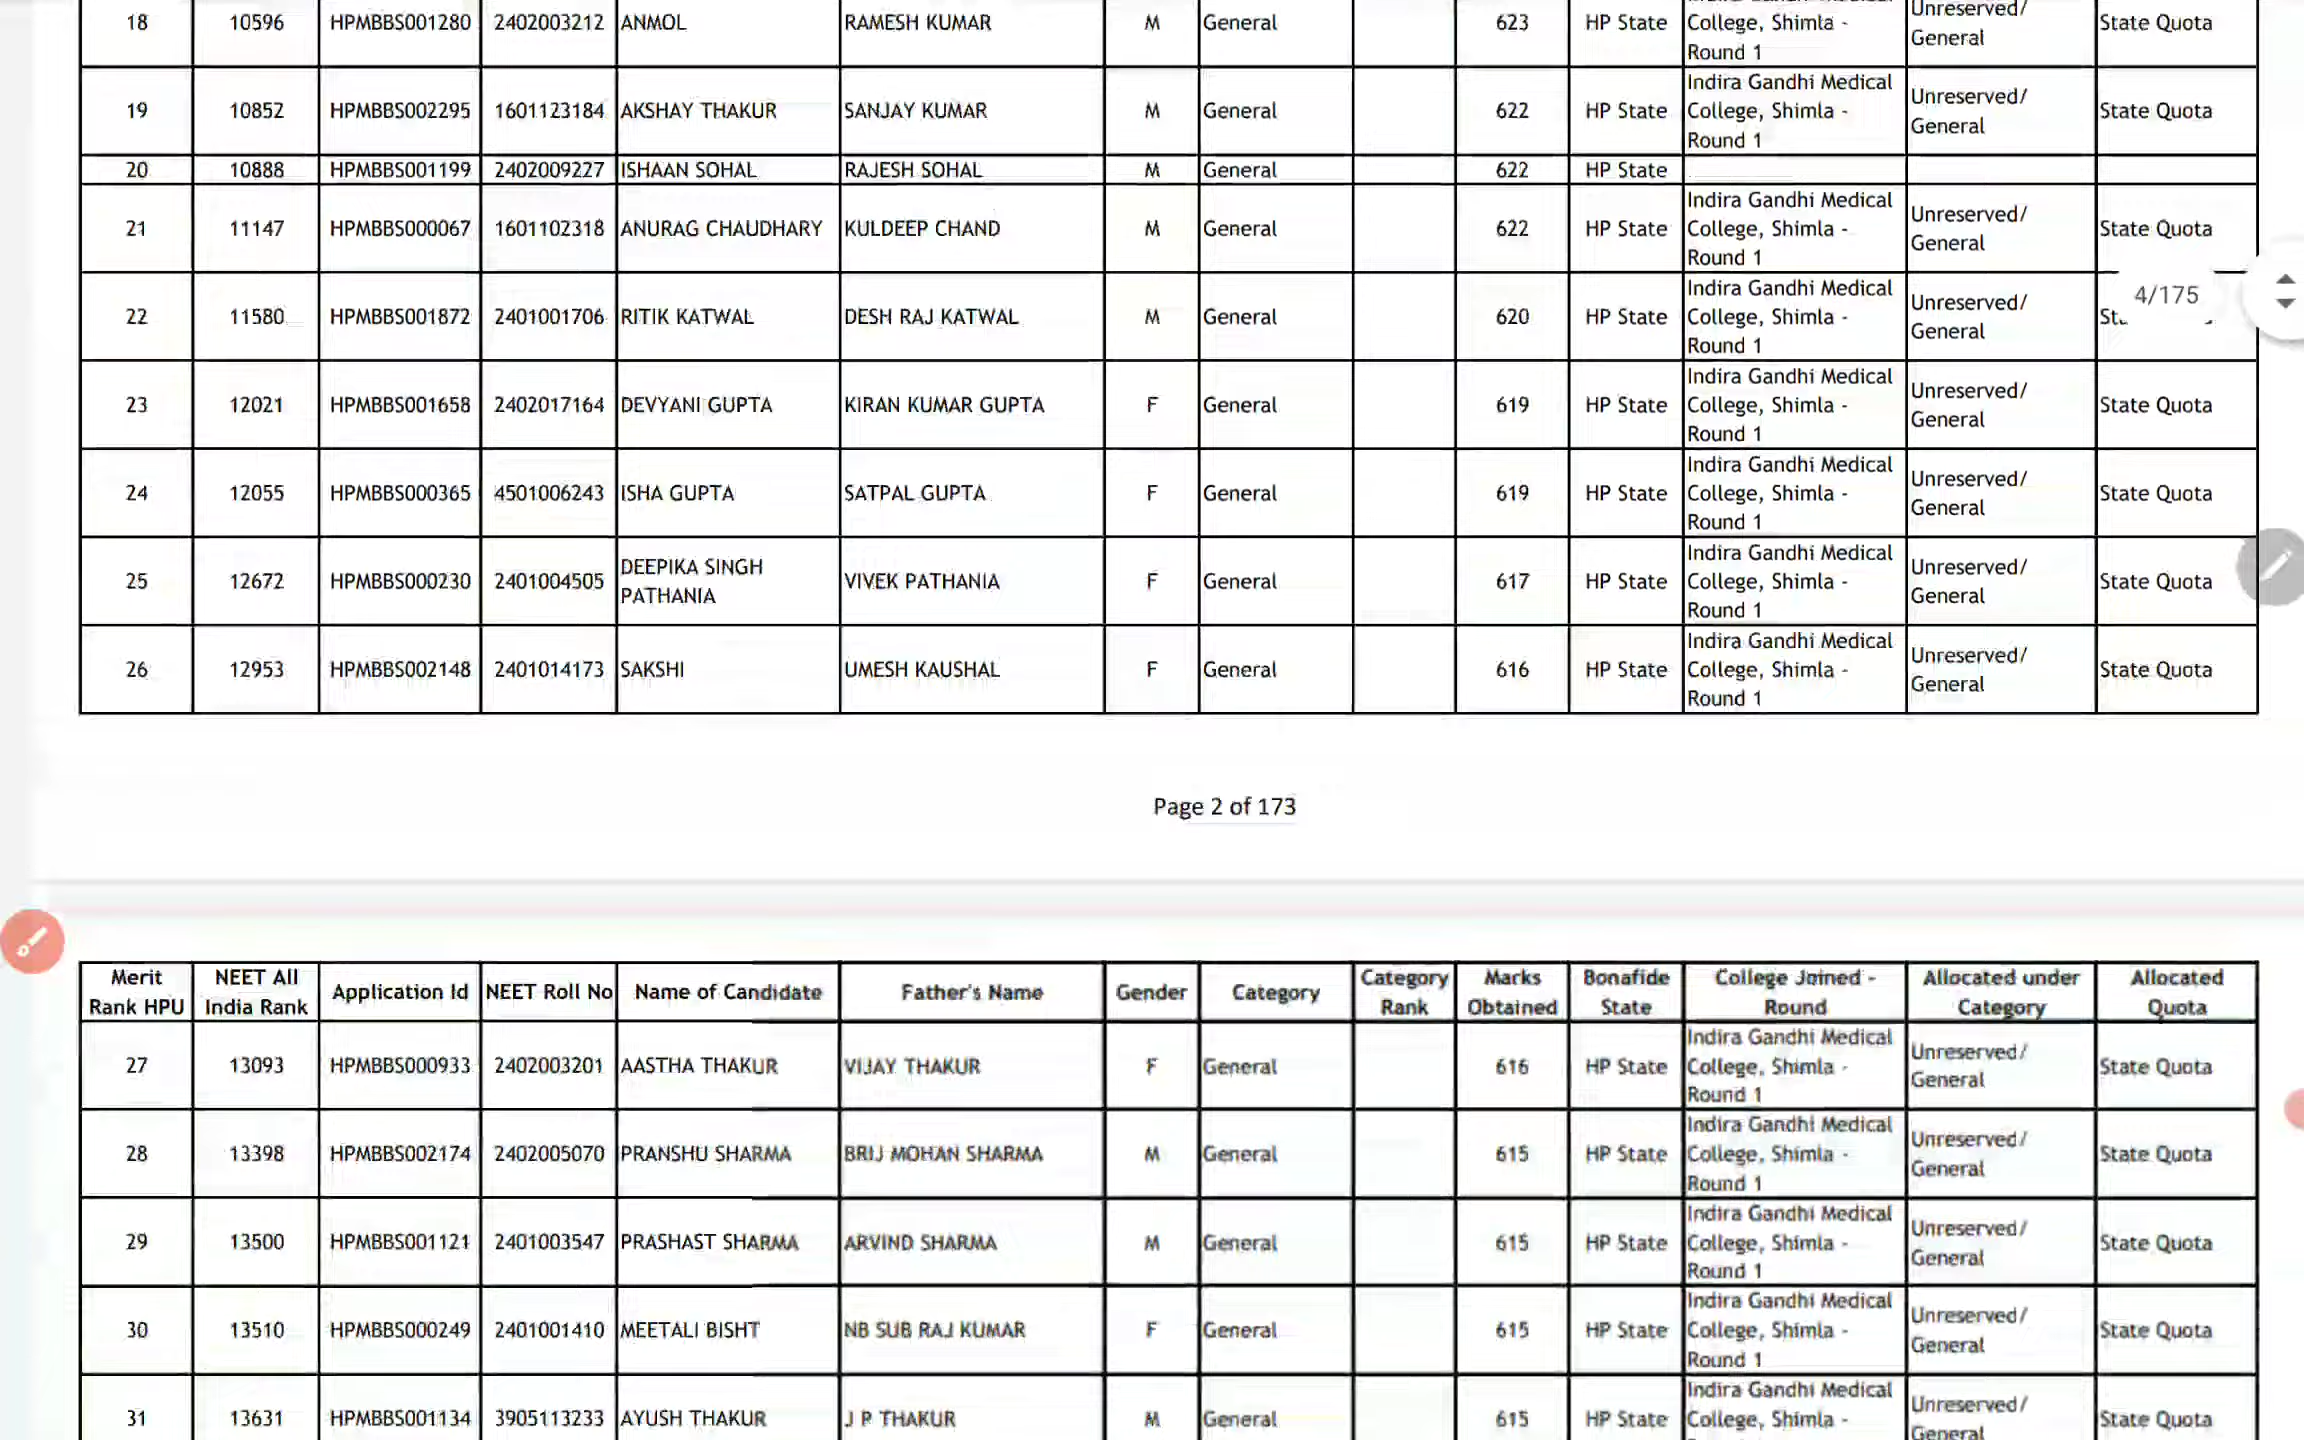 Indira Gandhi Medical Unreserved/
18 10596 HPMBBS001280 2402003212 ANMOL RAMESH KUMAR M General 623 HP State College, Shimla - General State Quota
Round 1
Indira Gandhi Medical Unreserved/
19 10852 HPMBBS002295 1601123184 AKSHAY THAKUR SANJAY KUMAR M General 622 HP State College, Shimla - General State Quota
Round 1
20 10888 HPMBBS001199 2402009227 ISHAAN SOHAL RAJESH SOHAL M General 622 HP State
Indira Gandhi Medical Unreserved/
21 11147 HPMBBS000067 1601102318 ANURAG CHAUDHARY KULDEEP CHAND M General 622 HP State College, Shimla - General State Quota
Round 1
4/175
Indira Gandhi Medical Unreserved/
22 11580 HPMBBS001872 2401001706 RITIK KATWAL DESH RAJ KATWAL M General 620 HP State College, Shimla - General
Round 1
Indira Gandhi Medical Unreserved/
23 12021 HPMBBS001658 2402017164 DEVYANI GUPTA KIRAN KUMAR GUPTA F General 619 HP State College, Shimla - General State Quota
Round 1
Indira Gandhi Medical Unreserved/
24 12055 HPMBBS000365 4501006243 ISHA GUPTA SATPAL GUPTA F General 619 HP State College, Shimla - General State Quota
Round 1
DEEPIKA SINGH Indira Gandhi Medical Unreserved/
25 12672 HPMBBS000230 2401004505 PATHANIA VIVEK PATHANIA F General 617 HP State College, Shimla - General State Quota
Round 1
Indira Gandhi Medical Unreserved/
26 12953 HPMBBS002148 2401014173 SAKSHI UMESH KAUSHAL F General 616 HP State College, Shimla - General State Quota
Round 1
Page 2 of 173
Merit NEET All Category Marks Bonafide College Joined - Allocated under Allocated
Rank HPU India Rank Application Id NEET Roll No Name of Candidate Father's Name Gender Category Rank Obtained State Round Category Quota
Indira Gandhi Medical Unreserved/
27 13093 HPMBBS000933 2402003201 AASTHA THAKUR VIJAY THAKUR F General 616 HP State College, Shimla - General State Quota
Round 1
Indira Gandhi Medical Unreserved/
28 13398 HPMBBS002174 2402005070 PRANSHU SHARMA BRIJ MOHAN SHARMA M General 615 HP State College, Shimla - General State Quota
Round 1
Indira Gandhi Medical Unreserved/
29 13500 HPMBBS001121 2401003547 PRASHAST SHARMA ARVIND SHARMA M General 615 HP State College, Shimla - General State Quota
Round 1
Indira Gandhi Medical Unreserved/
30 13510 HPMBBS000249 2401001410 MEETALI BISHT NB SUB RAJ KUMAR F General 615 HP State College, Shimla - General State Quota
Round 1
Indira Gandhi Medical Unreserved/
31 13631 HPMBBS001134 3905113233 AYUSH THAKUR J P THAKUR M General 615 HP State College, Shimla - General State Quota